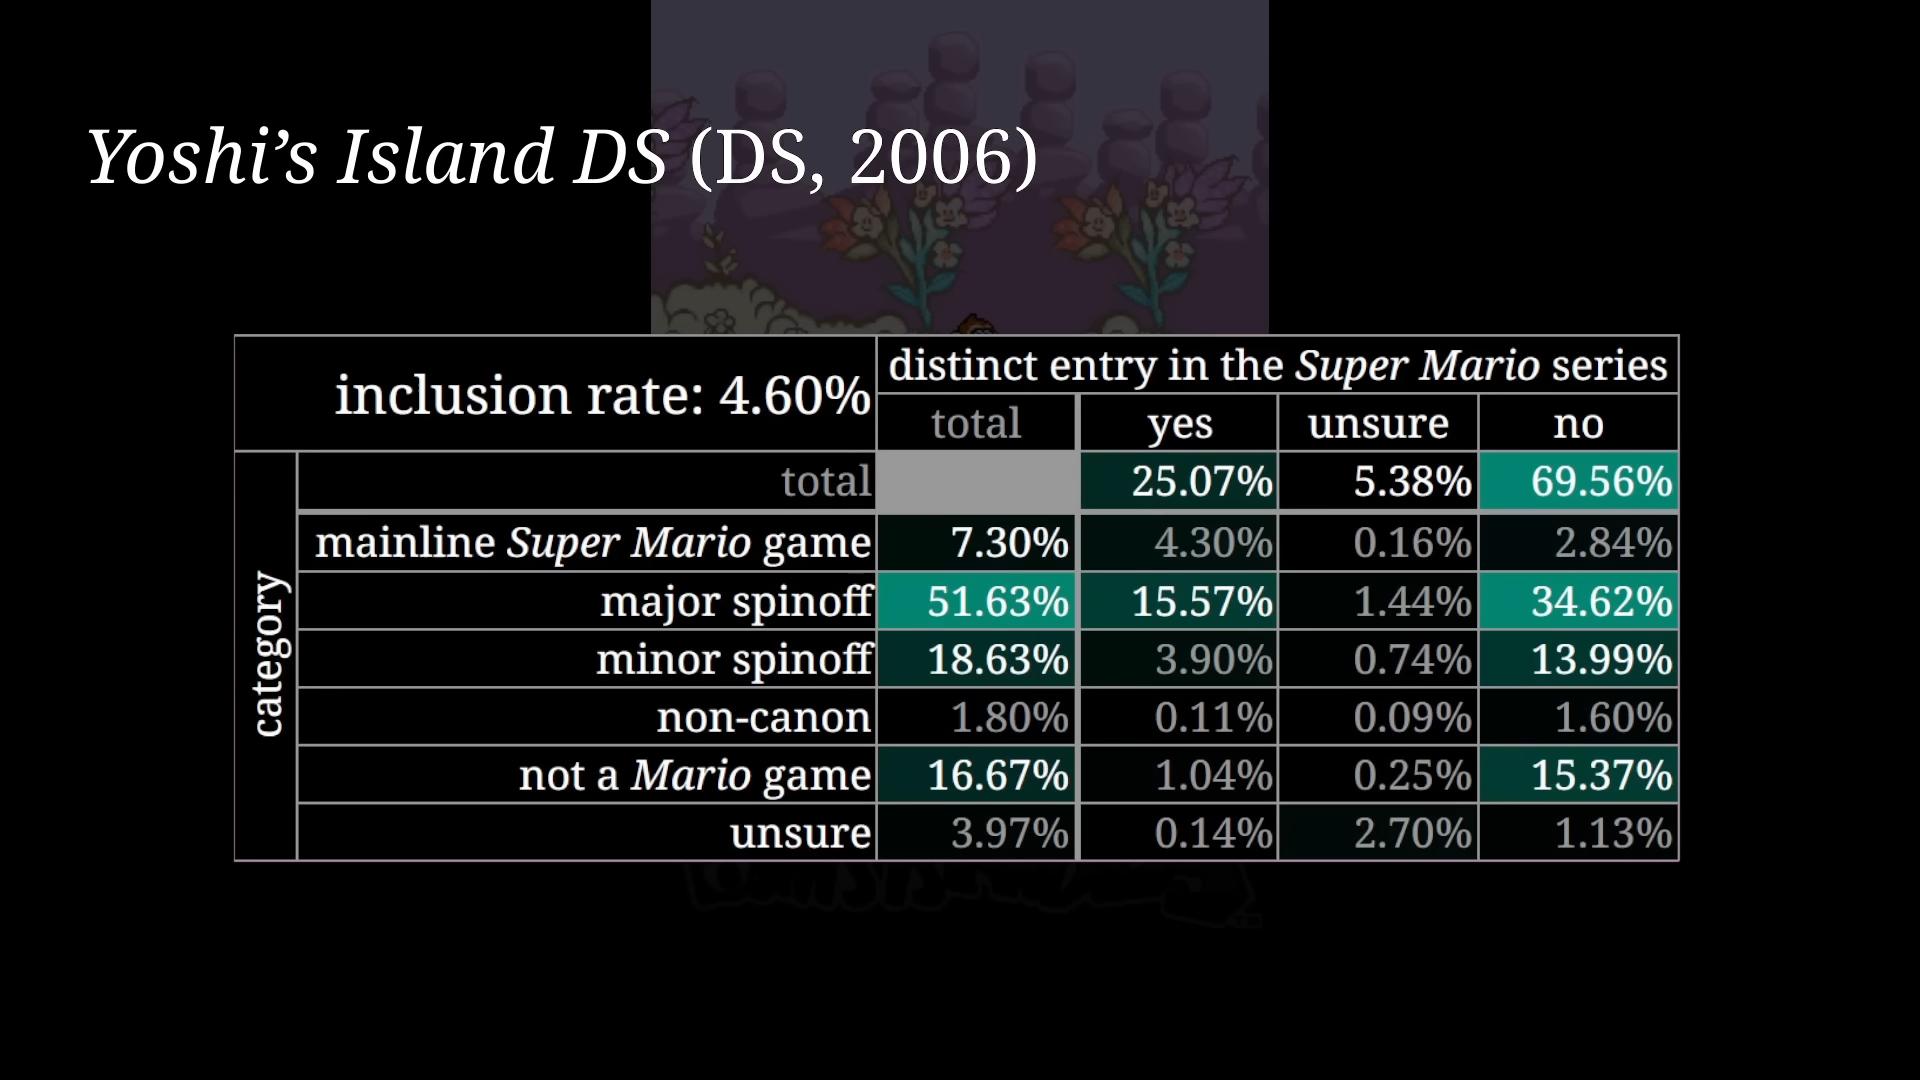 Yoshi’s Island DS (DS, 2006)
inclusion rate: 4.60%
distinct entry in the Super Mario series
total yes unsure no
total 25.07% 5.38% 69.56%
category
mainline Super Mario game 7.30% 4.30% 0.16% 2.84%
major spinoff 51.63% 15.57% 1.44% 34.62%
minor spinoff 18.63% 3.90% 0.74% 13.99%
non-canon 1.80% 0.11% 0.09% 1.60%
not a Mario game 16.67% 1.04% 0.25% 15.37%
unsure 3.97% 0.14% 2.70% 1.13%